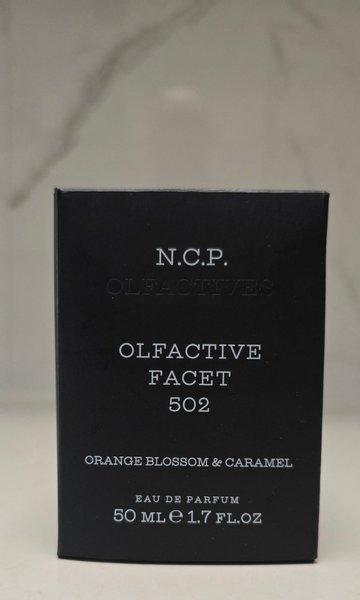 N.C.P.
OLFACTIVES
OLFACTIVE
FACET
502
ORANGE BLOSSOM & CARAMEL
EAU DE PARFUM
50 ML ℮ 1.7 FL.OZ